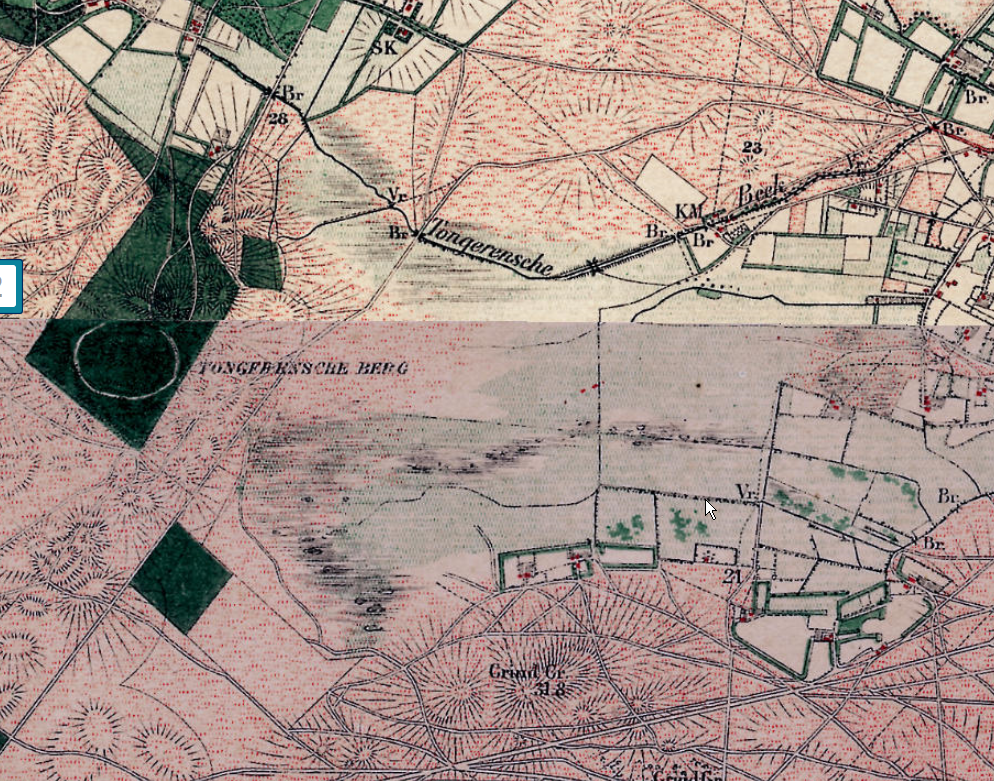 SK
Br
28
Br.
Br.
23
Vr.
Vr.
Beek
KM
Br.
Br
Br.
Tongerensche
TONGERENSCHE BERG
Vr.
Br.
Br.
21
Grind Gr.
31.8